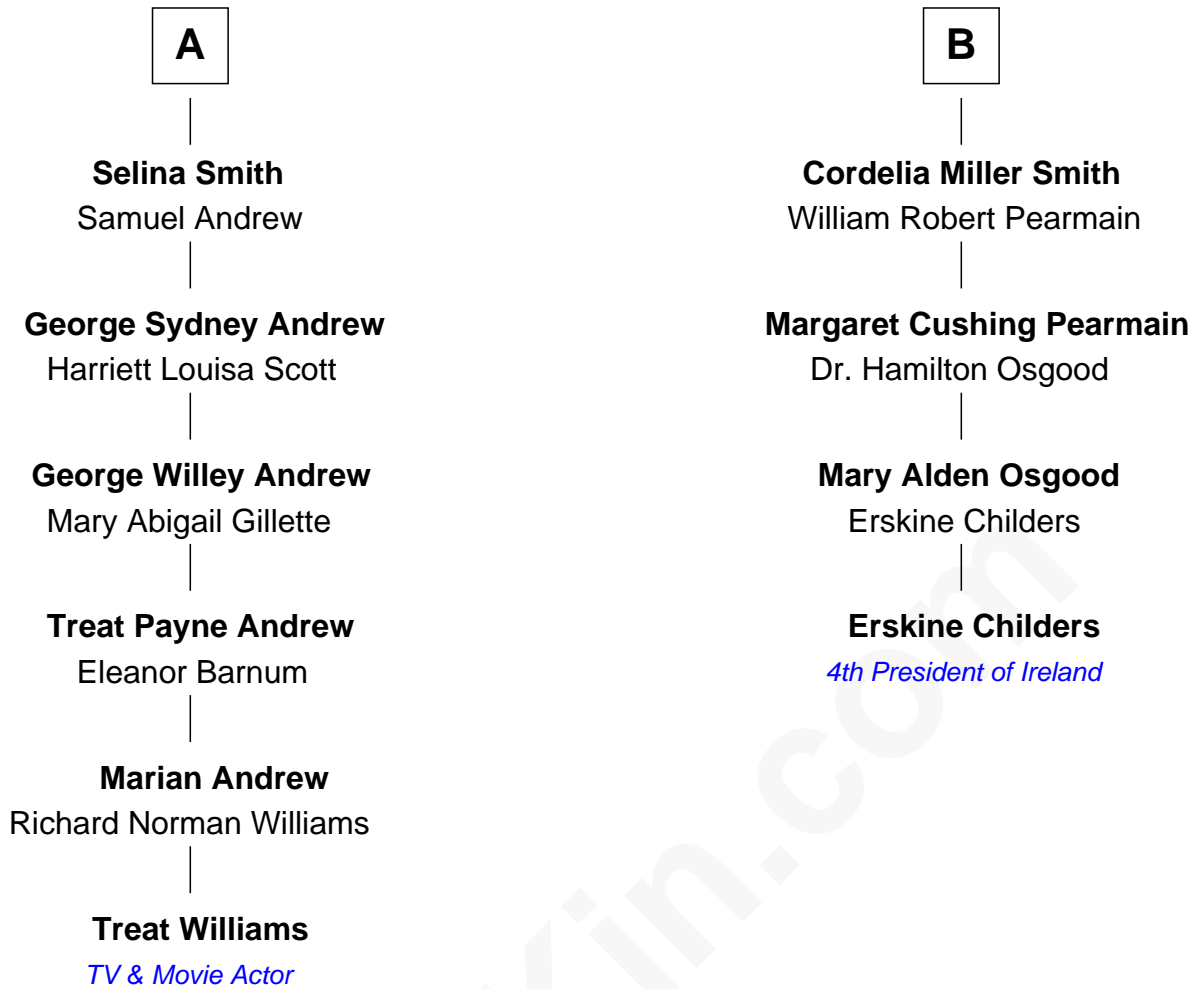 A
Selina Smith
Samuel Andrew
George Sydney Andrew
Harriett Louisa Scott
George Willey Andrew
Mary Abigail Gillette
Treat Payne Andrew
Eleanor Barnum
Marian Andrew
Richard Norman Williams
Treat Williams
TV & Movie Actor
B
Cordelia Miller Smith
William Robert Pearmain
Margaret Cushing Pearmain
Dr. Hamilton Osgood
Mary Alden Osgood
Erskine Childers
Erskine Childers
4th President of Ireland
Kin.com